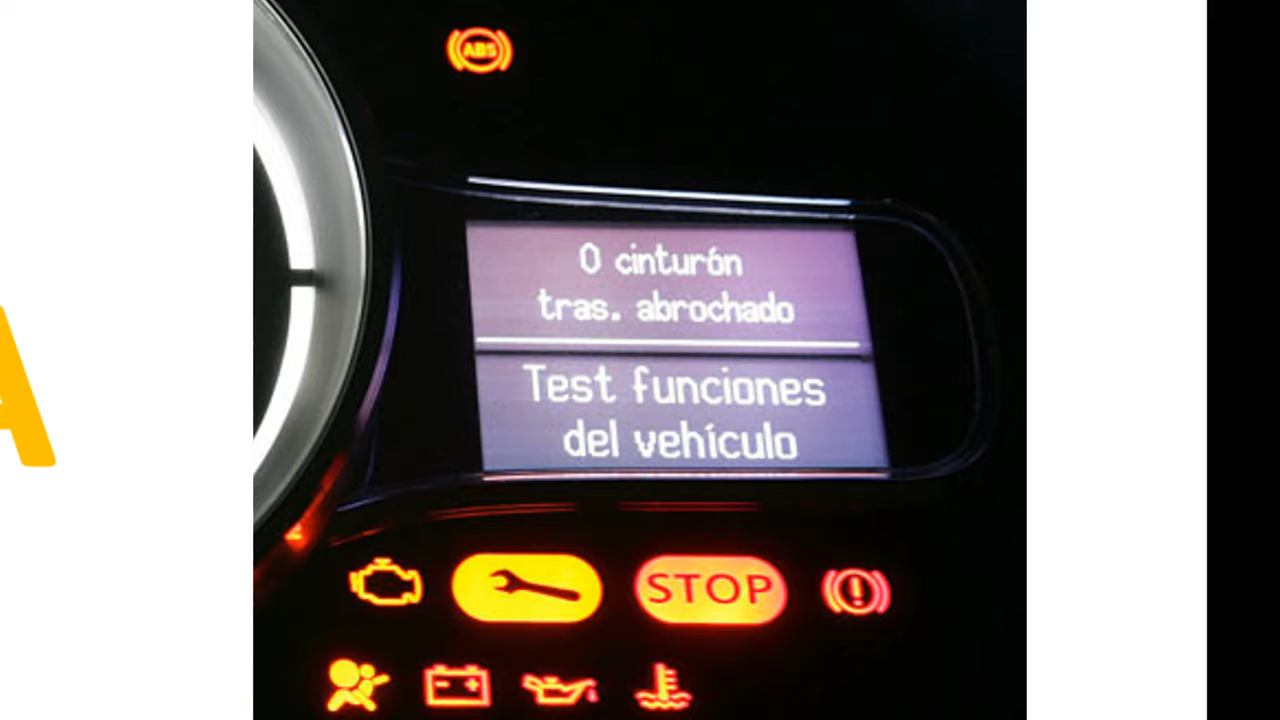 ABS
0 cinturón
tras. abrochado
Test funciones
del vehículo
STOP
A